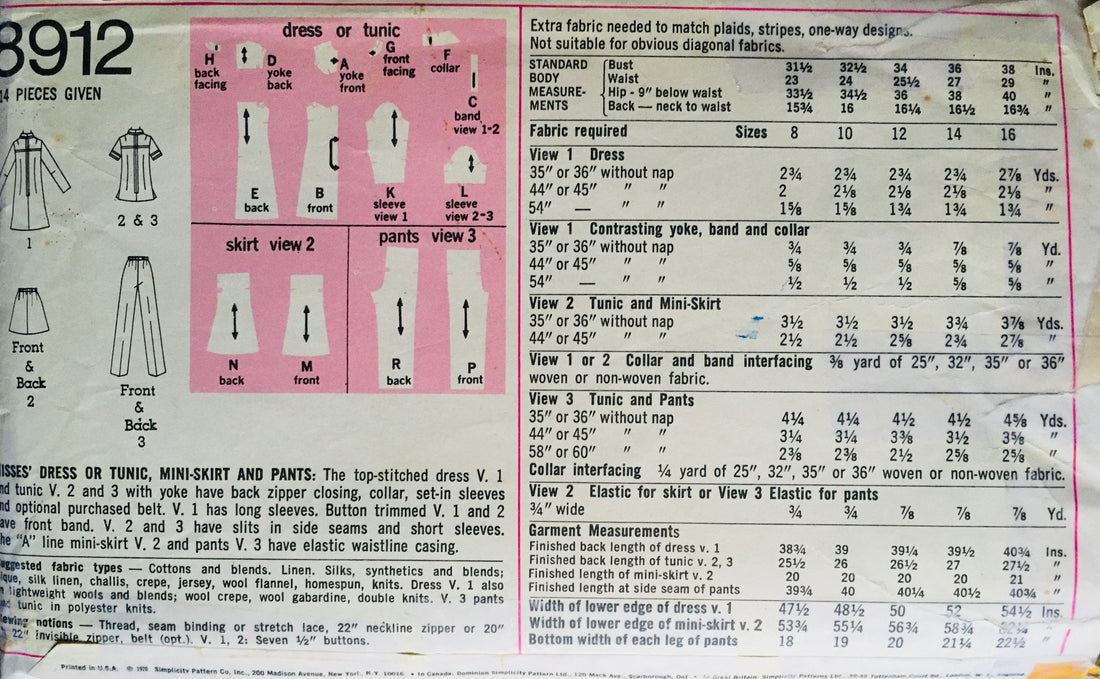 8912
14 PIECES GIVEN
1
2 & 3
Front
&
Back
2
Front
&
Back
3
dress or tunic
H
back
facing
D
yoke
back
A
yoke
front
G
front
facing
F
collar
C
band
view 1-2
E
back
B
front
K
sleeve
view 1
L
sleeve
view 2-3
skirt view 2
N
back
M
front
pants view 3
R
back
P
front
ISSES' DRESS OR TUNIC, MINI-SKIRT AND PANTS: The top-stitched dress V. 1
nd tunic V. 2 and 3 with yoke have back zipper closing, collar, set-in sleeves
nd optional purchased belt. V. 1 has long sleeves. Button trimmed V. 1 and 2
ave front band. V. 2 and 3 have slits in side seams and short sleeves.
he "A" line mini-skirt V. 2 and pants V. 3 have elastic waistline casing.
uggested fabric types — Cottons and blends. Linen. Silks, synthetics and blends;
ique, silk linen, challis, crepe, jersey, wool flannel, homespun, knits. Dress V. 1 also
lightweight wools and blends; wool crepe, wool gabardine, double knits. V. 3 pants
nd tunic in polyester knits.
ewing notions — Thread, seam binding or stretch lace, 22" neckline zipper or 20"
22" invisible zipper, belt (opt.). V. 1, 2: Seven ½" buttons.
Extra fabric needed to match plaids, stripes, one-way designs.
Not suitable for obvious diagonal fabrics.
STANDARD Bust 31½ 32½ 34 36 38 Ins.
BODY Waist 23 24 25½ 27 29 "
MEASURE- Hip - 9" below waist 33½ 34½ 36 38 40 "
MENTS Back — neck to waist 15¾ 16 16¼ 16½ 16¾ "
Fabric required Sizes 8 10 12 14 16
View 1 Dress
35" or 36" without nap 2¾ 2¾ 2¾ 2¾ 2⅞ Yds.
44" or 45" " " 2 2⅛ 2⅛ 2⅛ 2⅛ "
54" — " " 1⅝ 1⅝ 1¾ 1¾ 1¾ "
View 1 Contrasting yoke, band and collar
35" or 36" without nap ¾ ¾ ¾ ⅞ ⅞ Yd.
44" or 45" " " ⅝ ⅝ ⅝ ⅝ ⅝ "
54" — " " ½ ½ ½ ⅝ ⅝ "
View 2 Tunic and Mini-Skirt
35" or 36" without nap 3½ 3½ 3½ 3¾ 3⅞ Yds.
44" or 45" " " 2½ 2½ 2⅝ 2¾ 2⅞ "
View 1 or 2 Collar and band interfacing ⅜ yard of 25", 32", 35" or 36"
woven or non-woven fabric.
View 3 Tunic and Pants
35" or 36" without nap 4¼ 4¼ 4½ 4½ 4⅝ Yds.
44" or 45" " " 3¼ 3¼ 3⅜ 3½ 3⅝ "
58" or 60" " " 2⅜ 2⅜ 2½ 2⅝ 2⅝ "
Collar interfacing ¼ yard of 25", 32", 35" or 36" woven or non-woven fabric.
View 2 Elastic for skirt or View 3 Elastic for pants
¾" wide ¾ ¾ ⅞ ⅞ ⅞ Yd.
Garment Measurements
Finished back length of dress v. 1 38¾ 39 39¼ 39½ 40¾ Ins.
Finished back length of tunic v. 2, 3 25½ 26 26½ 27 27½ "
Finished length of mini-skirt v. 2 20 20 20 20 21 "
Finished length at side seam of pants 39¾ 40 40¼ 40½ 40¾ "
Width of lower edge of dress v. 1 47½ 48½ 50 52 54½ Ins.
Width of lower edge of mini-skirt v. 2 53¾ 55¼ 56¾ 58¾ "
Bottom width of each leg of pants 18 19 20 21¼ 22½ "
Printed in U.S.A. © 1970 Simplicity Pattern Co., Inc., 200 Madison Avenue, New York, N.Y. 10016 • In Canada: Dominion Simplicity Pattern Ltd., 120 Mack Ave., Scarborough, Ont. • In Great Britain: Simplicity Patterns Ltd.